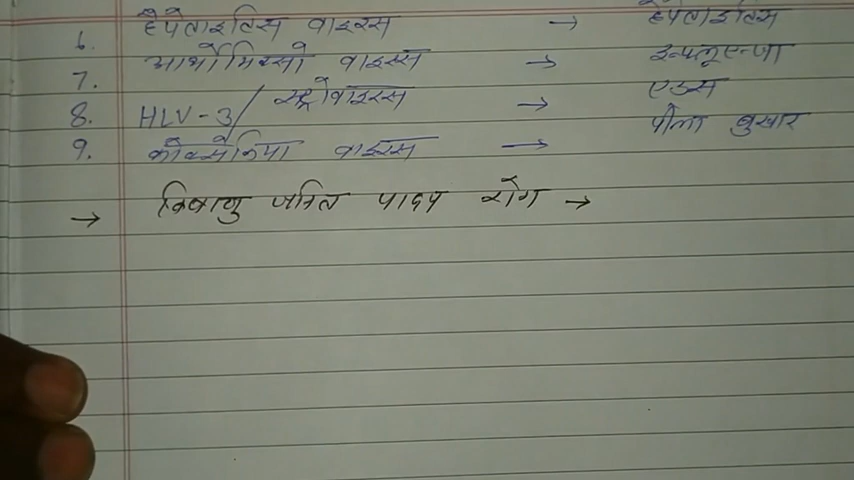 6. हैपेटाइटिस वाइरस → हैपेटाइटिस
7. आर्थोमिक्सो वाइरस → इन्फ्लूएन्जा
8. HLV-3/ रेट्रोवाइरस → एड्स
9. कौक्सेकिया वाइरस → पीला बुखार
→ विषाणु जनित पादप रोग →